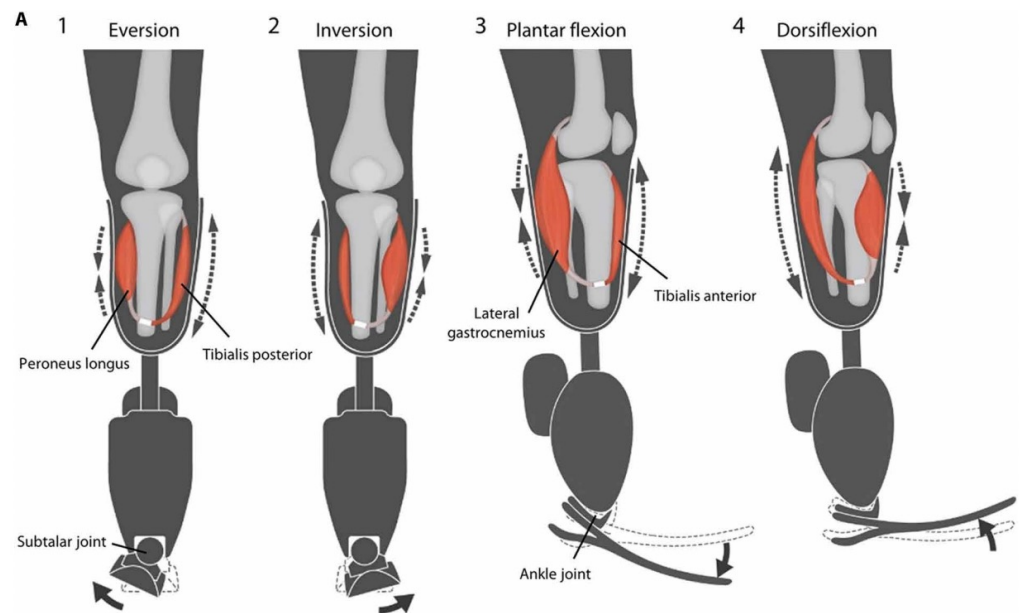 A
1 Eversion
2 Inversion
3 Plantar flexion
4 Dorsiflexion
Peroneus longus
Tibialis posterior
Lateral
gastrocnemius
Tibialis anterior
Subtalar joint
Ankle joint